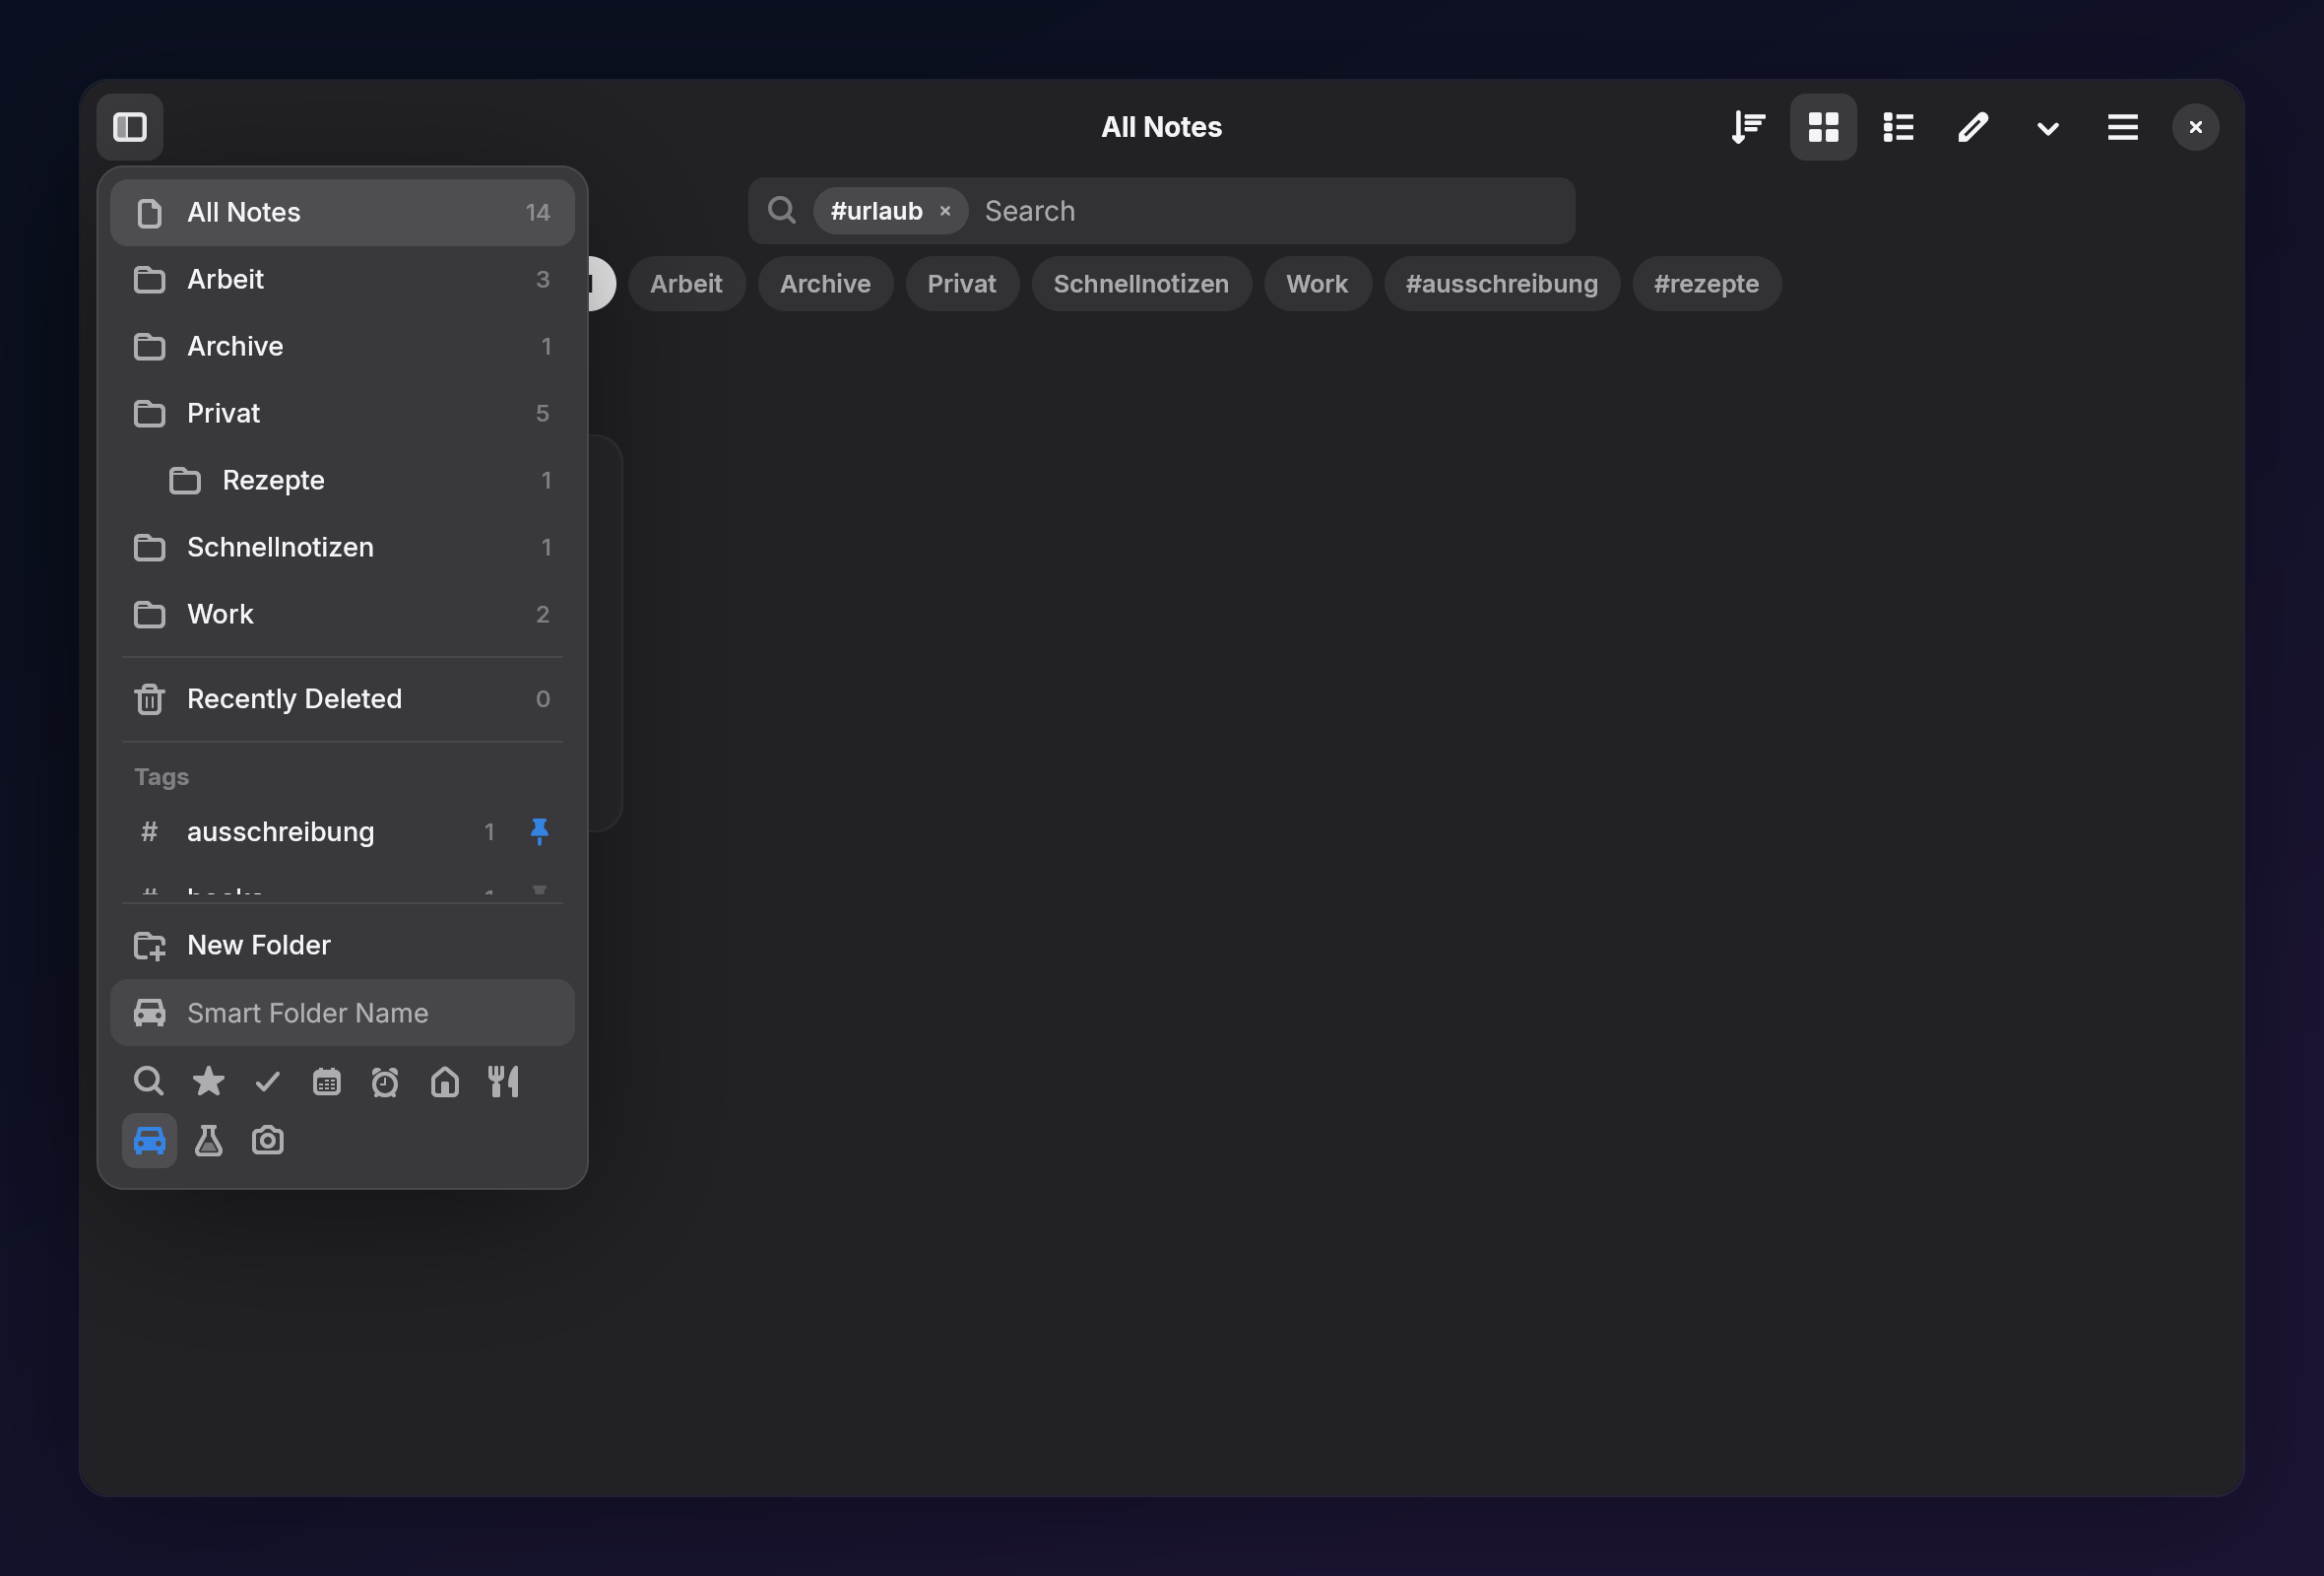 All Notes
#urlaub × Search
Arbeit Archive Privat Schnellnotizen Work #ausschreibung #rezepte
All Notes 14
Arbeit 3
Archive 1
Privat 5
Rezepte 1
Schnellnotizen 1
Work 2
Recently Deleted 0
Tags
# ausschreibung 1
New Folder
Smart Folder Name